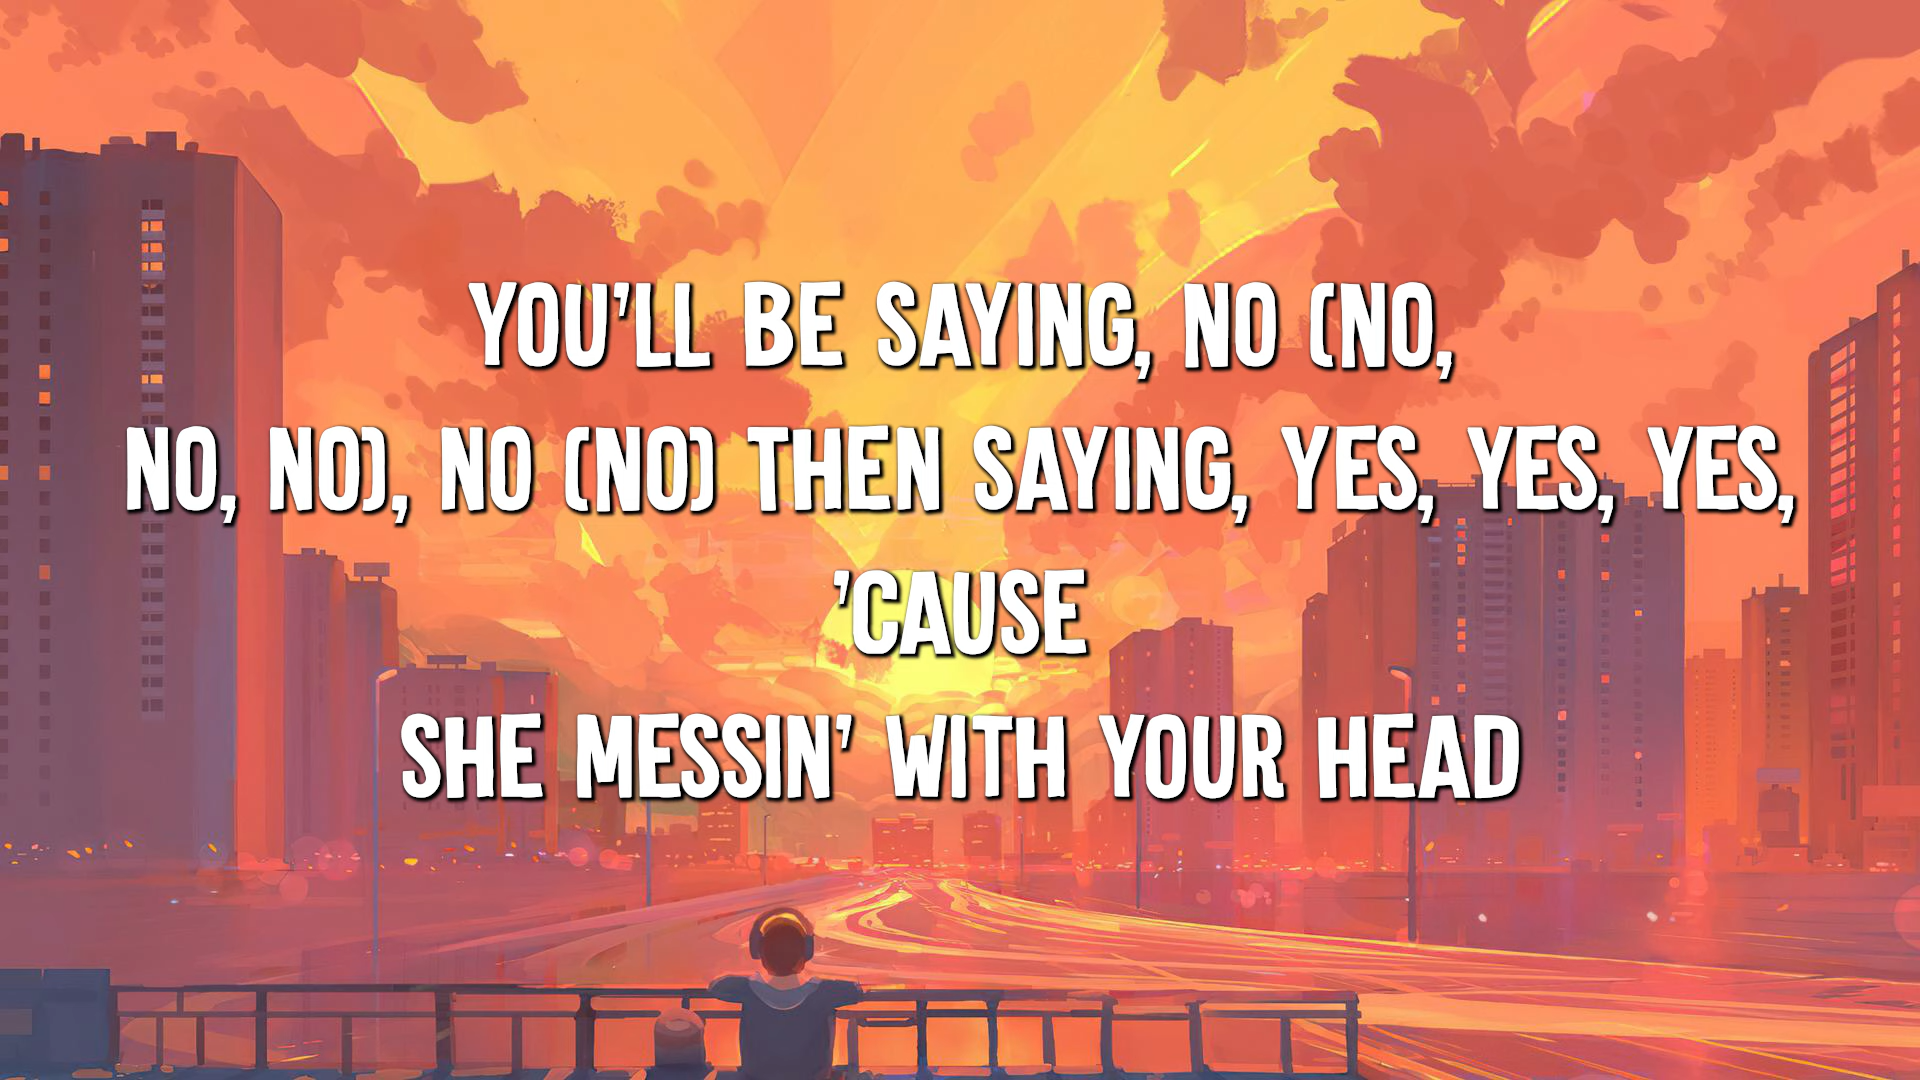 YOU'LL BE SAYING, NO (NO,
NO, NO), NO (NO) THEN SAYING, YES, YES, YES,
'CAUSE
SHE MESSIN' WITH YOUR HEAD